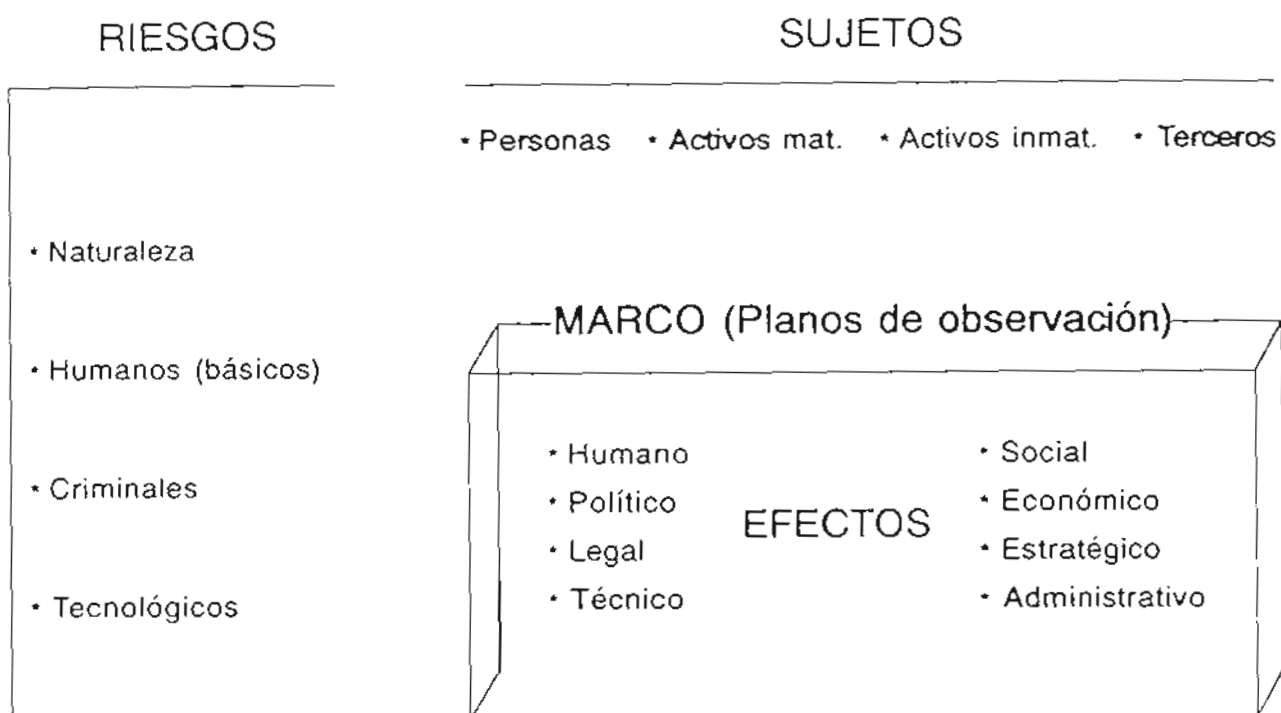 RIESGOS
SUJETOS
* Personas * Activos mat. * Activos inmat. * Terceros
* Naturaleza
* Humanos (básicos)
* Criminales
* Tecnológicos
MARCO (Planos de observación)
* Humano
* Político
* Legal
* Técnico
EFECTOS
* Social
* Económico
* Estratégico
* Administrativo